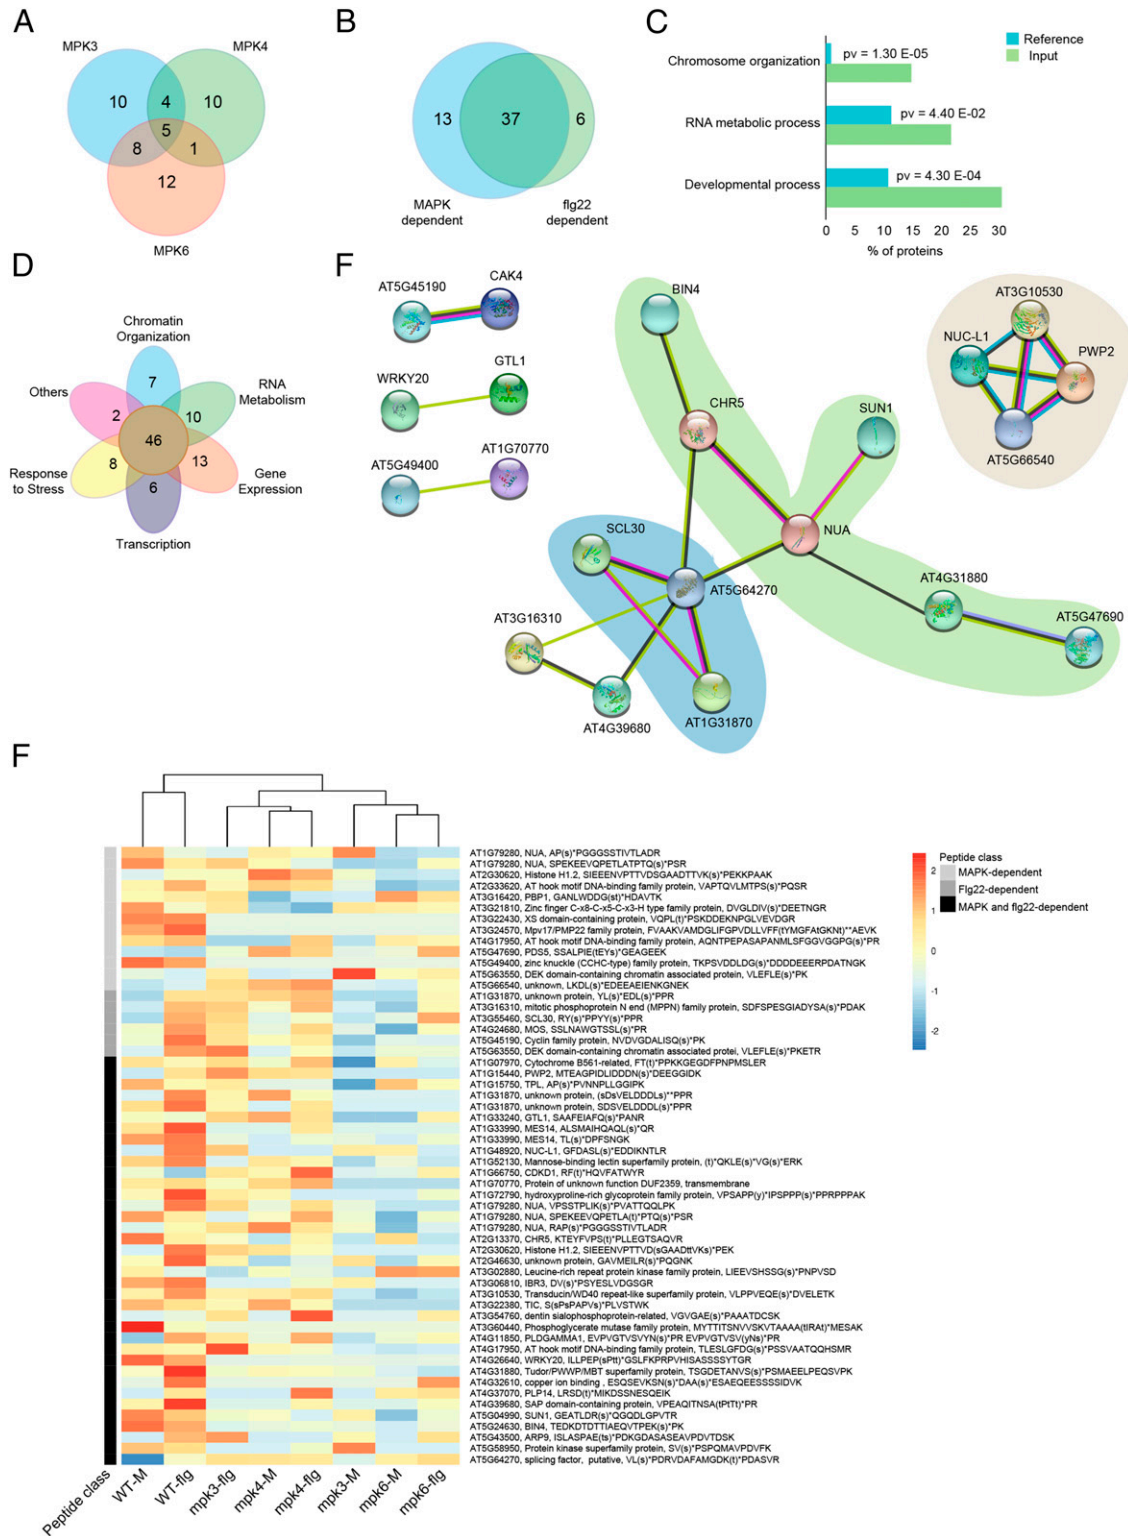 A
MPK3
MPK4
10
4
10
5
8
1
12
MPK6
B
13
37
6
MAPK
dependent
flg22
dependent
C
Reference
Input
Chromosome organization
pv = 1.30 E-05
RNA metabolic process
pv = 4.40 E-02
Developmental process
pv = 4.30 E-04
0 5 10 15 20 25 30
% of proteins
D
Chromatin
Organization
Others
RNA
Metabolism
Response
to Stress
Gene
Expression
Transcription
7
2
10
46
8
13
6
F
AT5G45190
CAK4
WRKY20
GTL1
AT5G49400
AT1G70770
BIN4
CHR5
SUN1
NUA
SCL30
AT5G64270
AT3G16310
AT4G39680
AT1G31870
AT4G31880
AT5G47690
AT3G10530
NUC-L1
PWP2
AT5G66540
F
AT1G79280, NUA, AP(s)*PGGGSSTIVTLADR
AT1G79280, NUA, SPEKEEVQPETLATPTQ(s)*PSR
AT2G30620, Histone H1.2, SIEEENVPTTVDSGAADTTVK(s)*PEKKPAAK
AT2G33620, AT hook motif DNA-binding family protein, VAPTQVLMTPS(s)*PQSR
AT3G16420, PBP1, GANLWDDG(st)*HDAVTK
AT3G21810, Zinc finger C-x8-C-x5-C-x3-H type family protein, DVGLDIV(s)*DEETNGR
AT3G22430, XS domain-containing protein, VQPL(t)*PSKDDEKNPGLVEVDGR
AT3G24570, Mpv17/PMP22 family protein, FVAAKVAMDGLIFGPVDLLVFF(tYMGFAtGKNt)**AEVK
AT4G17950, AT hook motif DNA-binding family protein, AQNTPEPASAPANMLSFGGVGGPG(s)*PR
AT5G47690, PDS5, SSALPIE(tEYs)*GEAGEEK
AT5G49400, zinc knuckle (CCHC-type) family protein, TKPSVDDLDG(s)*DDDDEEERPDATNGK
AT5G63550, DEK domain-containing chromatin associated protein, VLEFLE(s)*PK
AT5G66540, unknown, LKDL(s)*EDEEAEIENKGNEK
AT1G31870, unknown protein, YL(s)*EDL(s)*PPR
AT3G16310, mitotic phosphoprotein N end (MPPN) family protein, SDFSPESGIADYSA(s)*PDAK
AT3G55460, SCL30, RY(s)*PPYY(s)*PPR
AT4G24680, MOS, SSLNAWGTSSL(s)*PR
AT5G45190, Cyclin family protein, NVDVGDALISQ(s)*PK
AT5G63550, DEK domain-containing chromatin associated protei, VLEFLE(s)*PKETR
AT1G07970, Cytochrome B561-related, FT(t)*PPKKGEGDFPNPMSLER
AT1G15440, PWP2, MTEAGPIDLIDDDN(s)*DEEGGIDK
AT1G15750, TPL, AP(s)*PVNNPLLGGIPK
AT1G31870, unknown protein, (sDsVELDDDLs)**PPR
AT1G31870, unknown protein, SDSVELDDDL(s)*PPR
AT1G33240, GTL1, SAAFEIAFQ(s)*PANR
AT1G33990, MES14, ALSMAIHQAQL(s)*QR
AT1G33990, MES14, TL(s)*DPFSNGK
AT1G48920, NUC-L1, GFDASL(s)*EDDIKNTLR
AT1G52130, Mannose-binding lectin superfamily protein, (t)*QKLE(s)*VG(s)*ERK
AT1G66750, CDKD1, RF(t)*HQVFATWYR
AT1G70770, Protein of unknown function DUF2359, transmembrane
AT1G72790, hydroxyproline-rich glycoprotein family protein, VPSAPP(y)*IPSPPP(s)*PPRPPPAK
AT1G79280, NUA, VPSSTPLIK(s)*PVATTQQLPK
AT1G79280, NUA, SPEKEEVQPETLA(t)*PTQ(s)*PSR
AT1G79280, NUA, RAP(s)*PGGGSSTIVTLADR
AT2G13370, CHR5, KTEYFVPS(t)*PLLEGTSAQVR
AT2G30620, Histone H1.2, SIEEENVPTTVD(sGAADttVKs)*PEK
AT2G46630, unknown protein, GAVMEILR(s)*PQGNK
AT3G02880, Leucine-rich repeat protein kinase family protein, LIEEVSHSSG(s)*PNPVSD
AT3G06810, IBR3, DV(s)*PSYESLVDGSGR
AT3G10530, Transducin/WD40 repeat-like superfamily protein, VLPPVEQE(s)*DVELETK
AT3G22380, TIC, S(sPsPAPVs)*PLVSTWK
AT3G54760, dentin sialophosphoprotein-related, VGVGAE(s)*PAAATDCSK
AT3G60440, Phosphoglycerate mutase family protein, MYTTITSNVVSKVTAAAA(tIRAt)*MESAK
AT4G11850, PLDGAMMA1, EVPVGTVSVYN(s)*PR EVPVGTVSV(yNs)*PR
AT4G17950, AT hook motif DNA-binding family protein, TLESLGFDG(s)*PSSVAATQQHSMR
AT4G26640, WRKY20, ILLPEP(sPtt)*GSLFKPRPVHISASSSSYTGR
AT4G31880, Tudor/PWWP/MBT superfamily protein, TSGDETANVS(s)*PSMAEELPEQSVPK
AT4G32610, copper ion binding , ESQSEVKSN(s)*DAA(s)*ESAEQEESSSSIDVK
AT4G37070, PLP14, LRSD(t)*MIKDSSNESQEIK
AT4G39680, SAP domain-containing protein, VPEAQITNSA(tPtTt)*PR
AT5G04990, SUN1, GEATLDR(s)*QGQDLGPVTR
AT5G24630, BIN4, TEDKDTDTTIAEQVTPEK(s)*PK
AT5G43500, ARP9, ISLASPAE(ts)*PDKGDASASEAVPDVTDSK
AT5G58950, Protein kinase superfamily protein, SV(s)*PSPQMAVPDVFK
AT5G64270, splicing factor, putative, VL(s)*PDRVDAFAMGDK(t)*PDASVR
Peptide class
WT-M
WT-flg
mpk3-flg
mpk4-M
mpk4-flg
mpk3-M
mpk6-M
mpk6-flg
2
1
0
-1
-2
Peptide class
MAPK-dependent
Flg22-dependent
MAPK and flg22-dependent